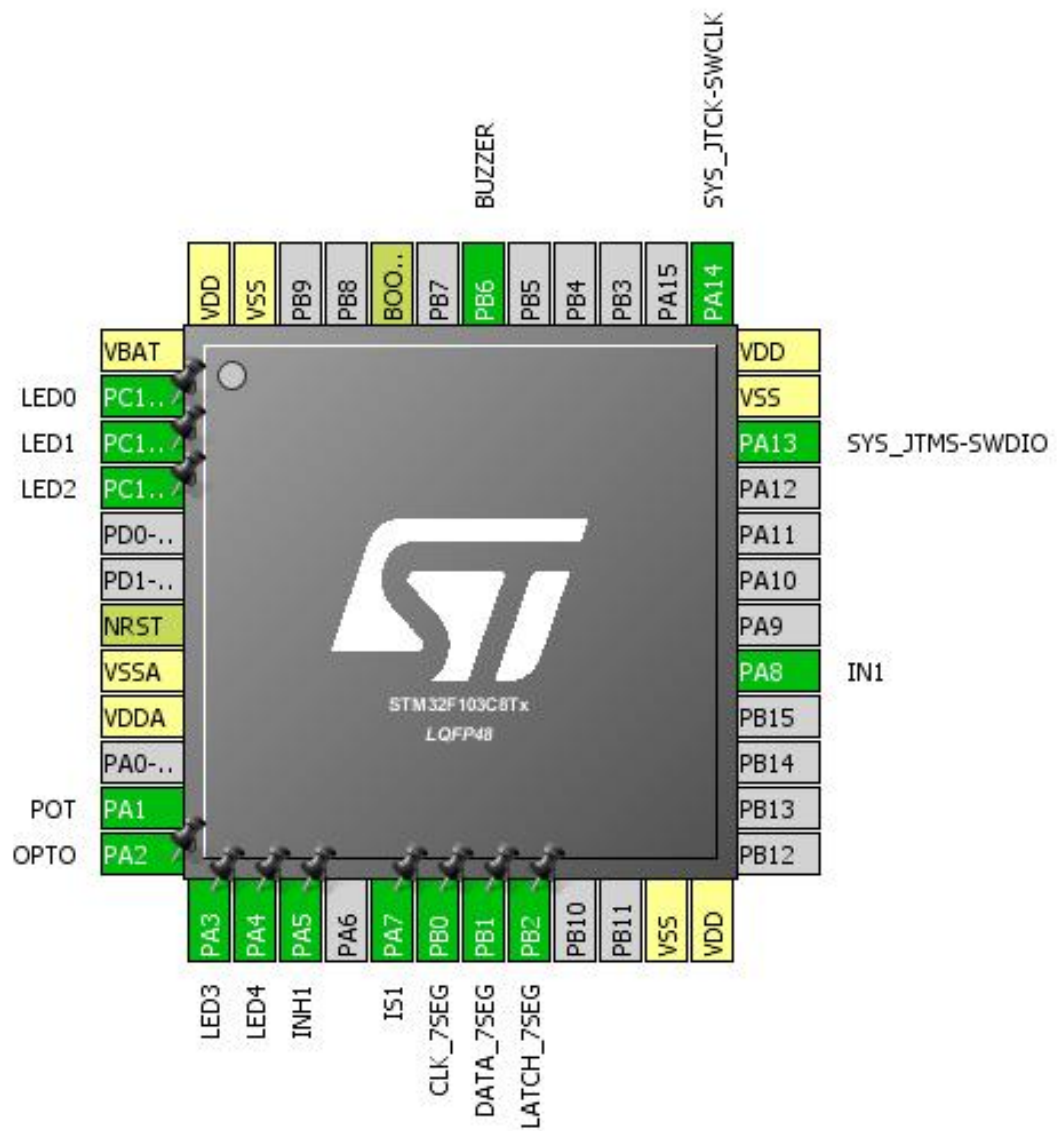 BUZZER
SYS_JTCK-SWCLK
VDD
VSS
PB9
PB8
BOO..
PB7
PB6
PB5
PB4
PB3
PA15
PA14
VBAT
LED0 PC1..
LED1 PC1..
LED2 PC1..
PD0-..
PD1-..
NRST
VSSA
VDDA
PA0-..
POT PA1
OPTO PA2
ST
STM32F103C8Tx
LQFP48
VDD
VSS
PA13 SYS_JTMS-SWDIO
PA12
PA11
PA10
PA9
PA8 IN1
PB15
PB14
PB13
PB12
PA3
PA4
PA5
PA6
PA7
PB0
PB1
PB2
PB10
PB11
VSS
VDD
LED3
LED4
INH1
IS1
CLK_7SEG
DATA_7SEG
LATCH_7SEG